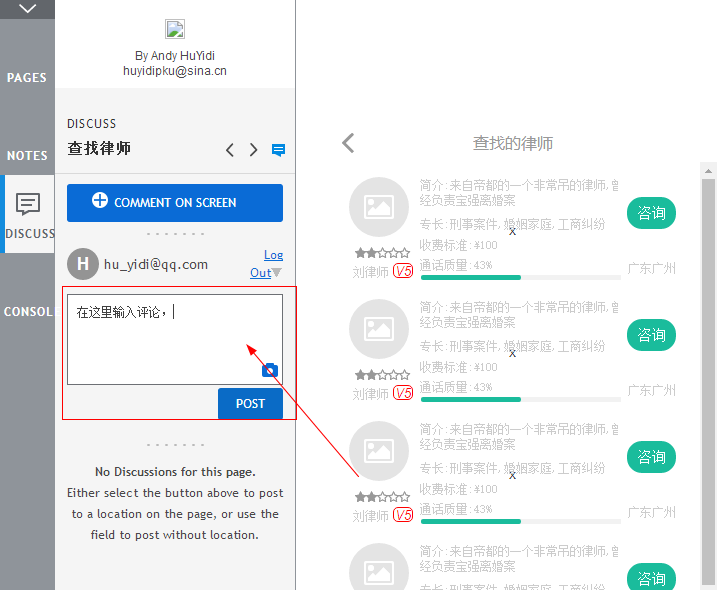 PAGES
NOTES
DISCUSS
CONSOL
By Andy HuYidi
huyidipku@sina.cn
DISCUSS
查找律师
COMMENT ON SCREEN
H hu_yidi@qq.com
Log
Out
在这里输入评论，
POST
No Discussions for this page.
Either select the button above to post
to a location on the page, or use the
field to post without location.
查找的律师
简介:来自帝都的一个非常吊的律师,曾
经负责宝强离婚案
专长:刑事案件,婚姻家庭,工商纠纷
x
收费标准:¥100
通话质量:43%
刘律师 V5
咨询
广东广州
简介:来自帝都的一个非常吊的律师,曾
经负责宝强离婚案
专长:刑事案件,婚姻家庭,工商纠纷
x
收费标准:¥100
通话质量:43%
刘律师 V5
咨询
广东广州
简介:来自帝都的一个非常吊的律师,曾
经负责宝强离婚案
专长:刑事案件,婚姻家庭,工商纠纷
x
收费标准:¥100
通话质量:43%
刘律师 V5
咨询
广东广州
简介:来自帝都的一个非常吊的律师,曾
经负责宝强离婚案
专长:刑事案件,婚姻家庭,工商纠纷
咨询